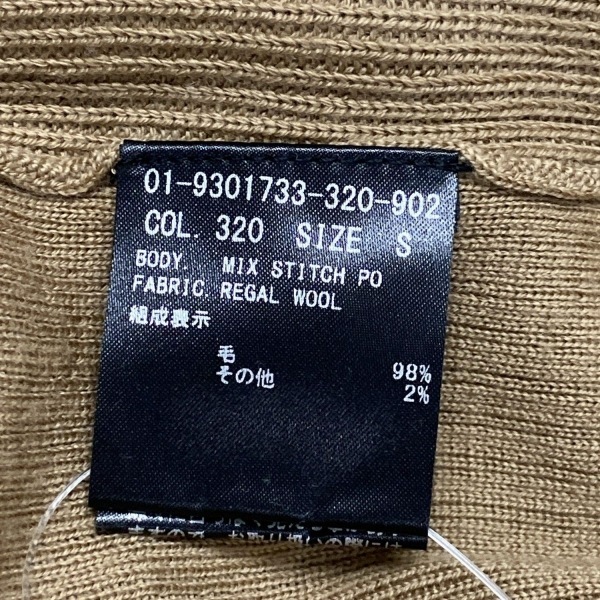 01-9301733-320-902
COL. 320 SIZE S
BODY. MIX STITCH PO
FABRIC. REGAL WOOL
組成表示
毛 98%
その他 2%